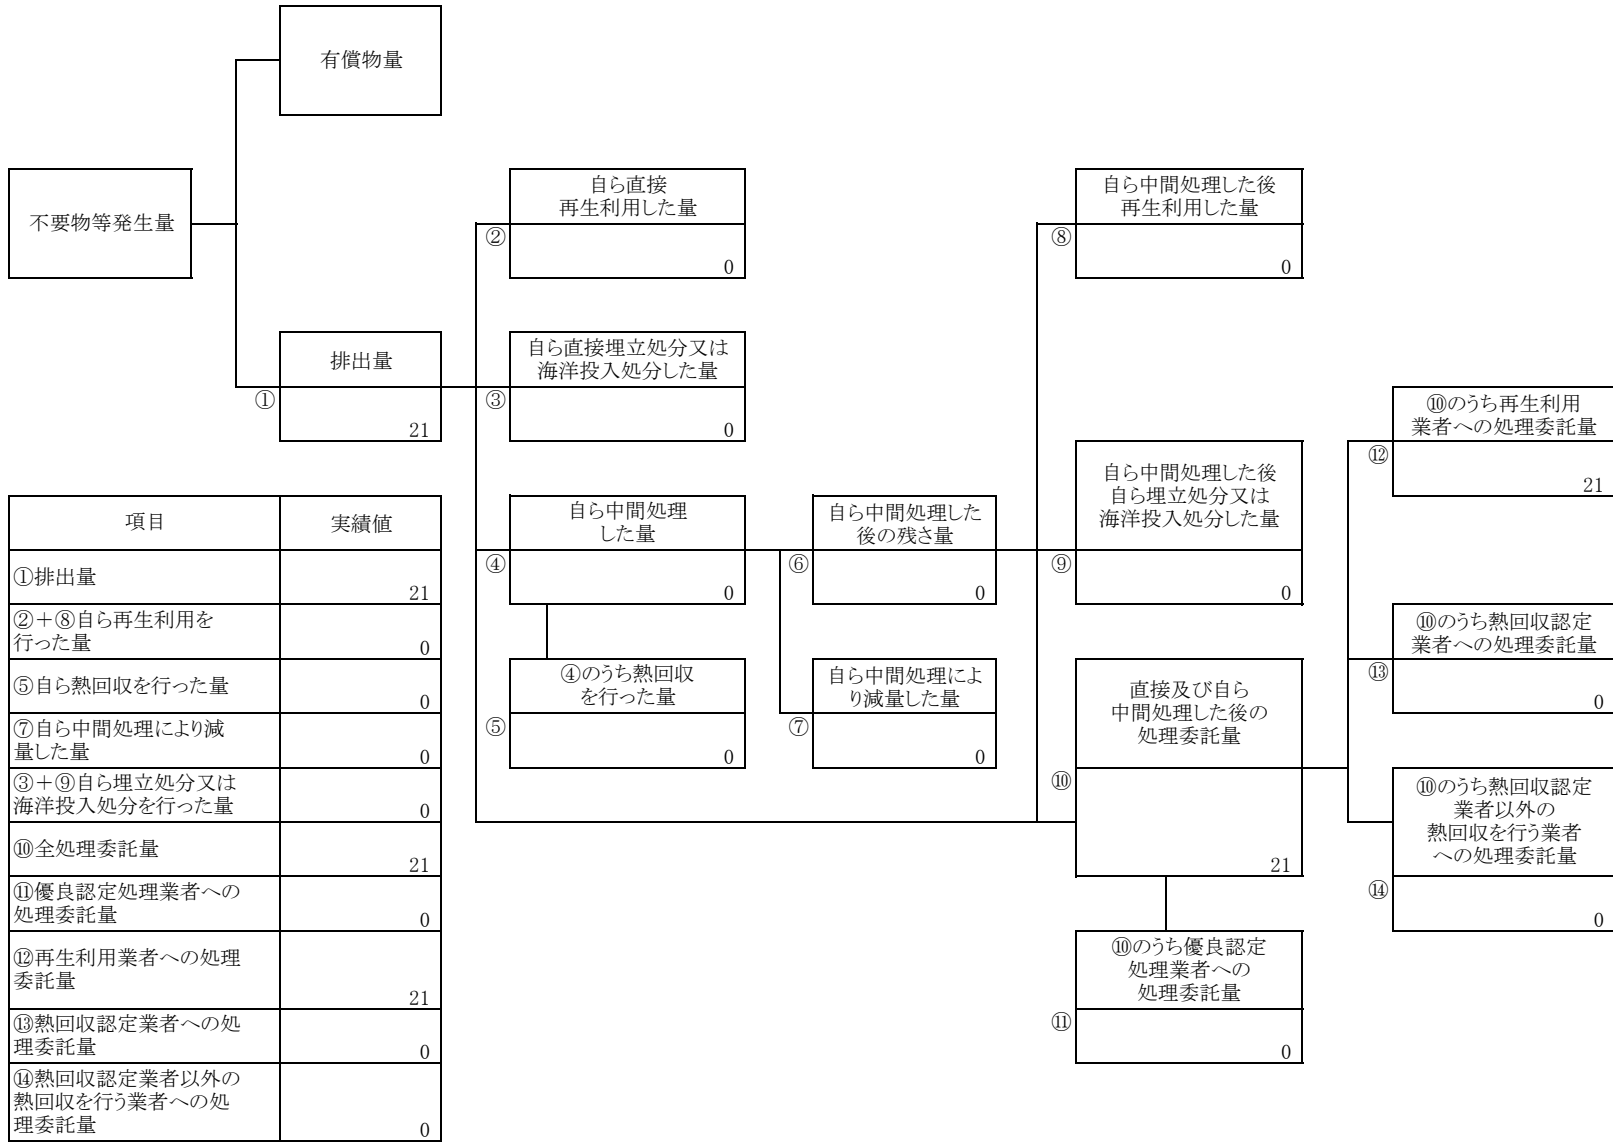 有償物量
不要物等発生量
自ら直接
再生利用した量
②
0
自ら中間処理した後
再生利用した量
⑧
0
排出量
①
21
自ら直接埋立処分又は
海洋投入処分した量
③
0
⑩のうち再生利用
業者への処理委託量
⑫
21
自ら中間処理
した量
④
0
自ら中間処理した
後の残さ量
⑥
0
自ら中間処理した後
自ら埋立処分又は
海洋投入処分した量
⑨
0
⑩のうち熱回収認定
業者への処理委託量
⑬
0
④のうち熱回収
を行った量
⑤
0
自ら中間処理によ
り減量した量
⑦
0
直接及び自ら
中間処理した後の
処理委託量
⑩
21
⑩のうち熱回収認定
業者以外の
熱回収を行う業者
への処理委託量
⑭
0
⑩のうち優良認定
処理業者への
処理委託量
⑪
0
項目 実績値
①排出量 21
②+⑧自ら再生利用を
行った量 0
⑤自ら熱回収を行った量 0
⑦自ら中間処理により減
量した量 0
③+⑨自ら埋立処分又は
海洋投入処分を行った量 0
⑩全処理委託量 21
⑪優良認定処理業者への
処理委託量 0
⑫再生利用業者への処理
委託量 21
⑬熱回収認定業者への処
理委託量 0
⑭熱回収認定業者以外の
熱回収を行う業者への処
理委託量 0